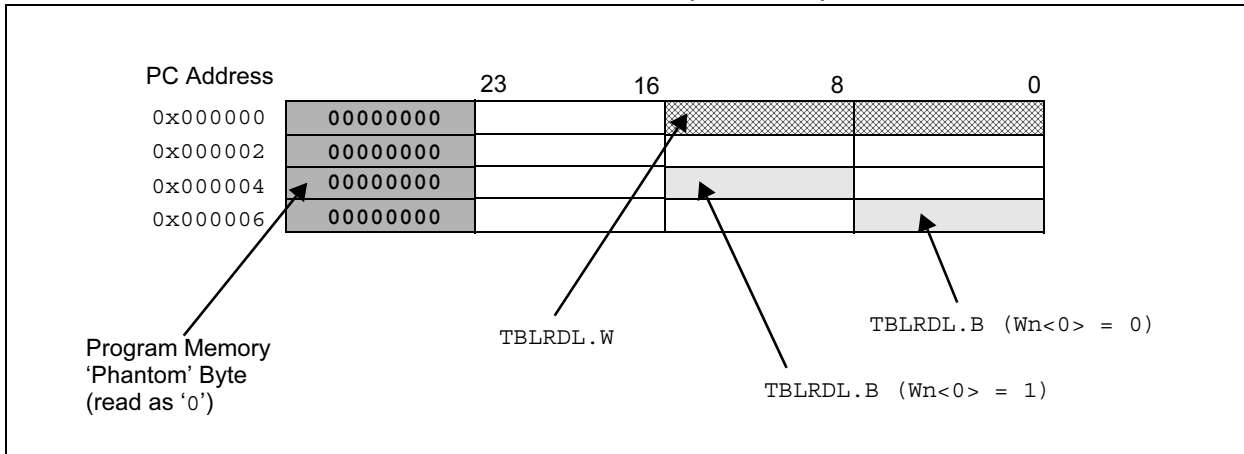 PC Address
23 16 8 0
0x000000 00000000
0x000002 00000000
0x000004 00000000
0x000006 00000000
TBLRDL.W
TBLRDL.B (Wn<0> = 0)
Program Memory
‘Phantom’ Byte
(read as ‘0’)
TBLRDL.B (Wn<0> = 1)